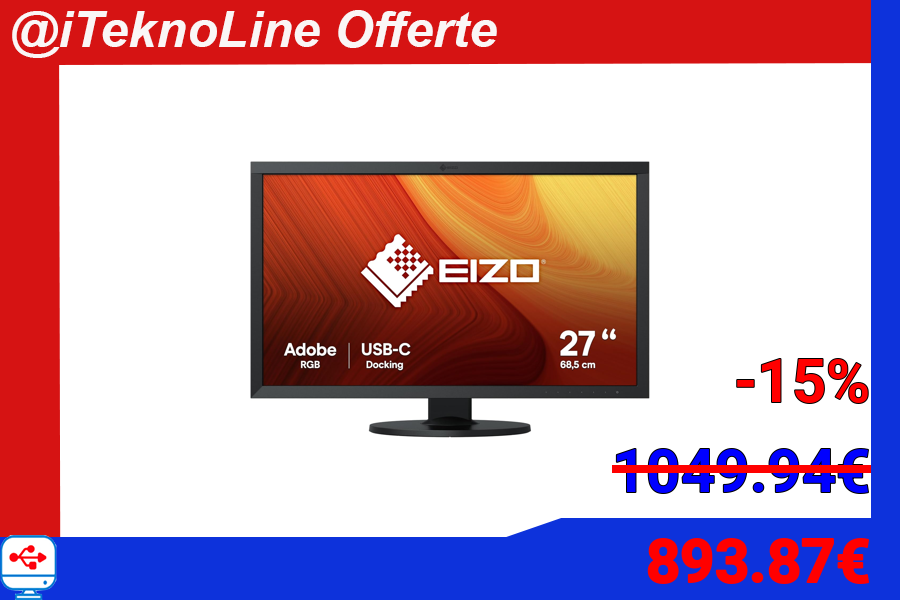 @iTeknoLine Offerte
EIZO
Adobe
RGB
USB-C
Docking
27“
68,5 cm
-15%
1049.94€
893.87€